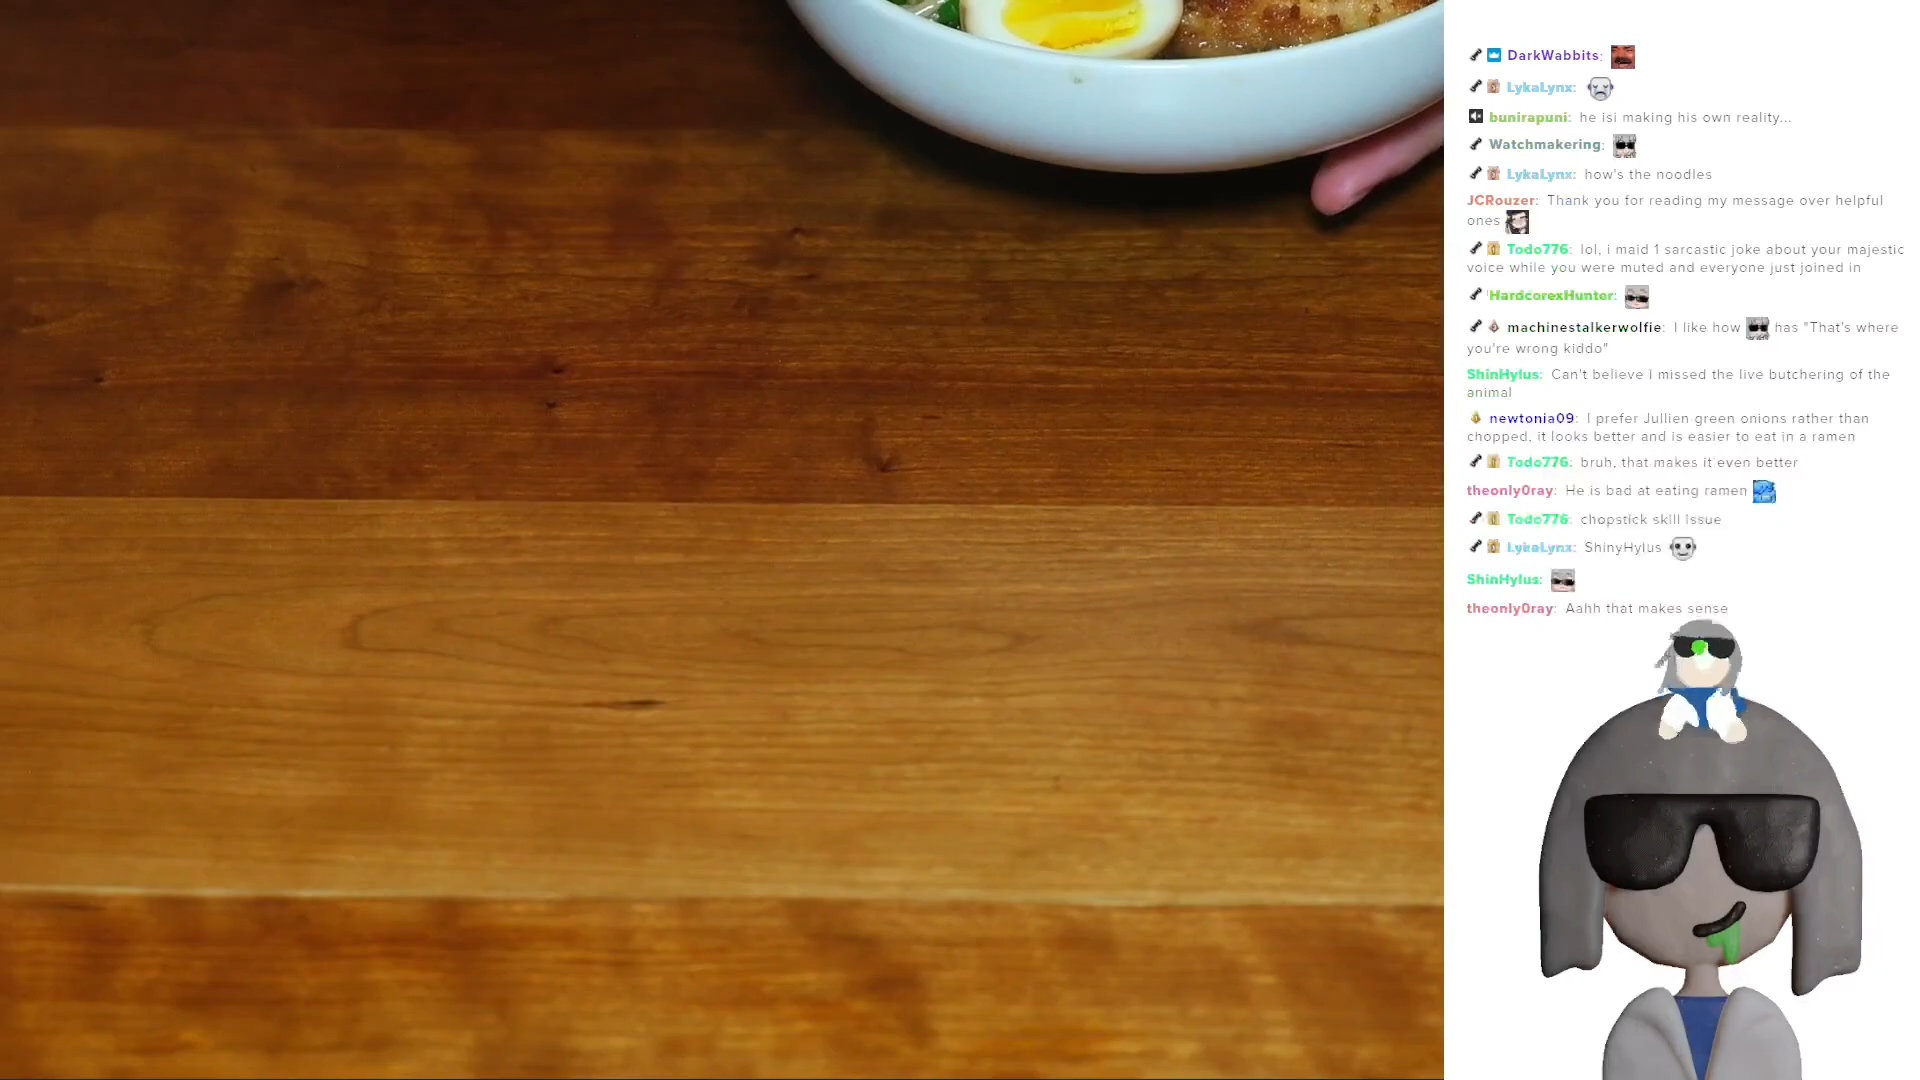 DarkWabbits:
LykaLynx:
bunirapuni: he isi making his own reality...
Watchmakering:
LykaLynx: how's the noodles
JCRouzer: Thank you for reading my message over helpful
ones
Todo776: lol, i maid 1 sarcastic joke about your majestic
voice while you were muted and everyone just joined in
HardcorexHunter:
machinestalkerwolfie: I like how has "That's where
you're wrong kiddo"
ShinHylus: Can't believe I missed the live butchering of the
animal
newtonia09: I prefer Jullien green onions rather than
chopped, it looks better and is easier to eat in a ramen
Todo776: bruh, that makes it even better
theonly0ray: He is bad at eating ramen
Todo776: chopstick skill issue
LykaLynx: ShinyHylus
ShinHylus:
theonly0ray: Aahh that makes sense